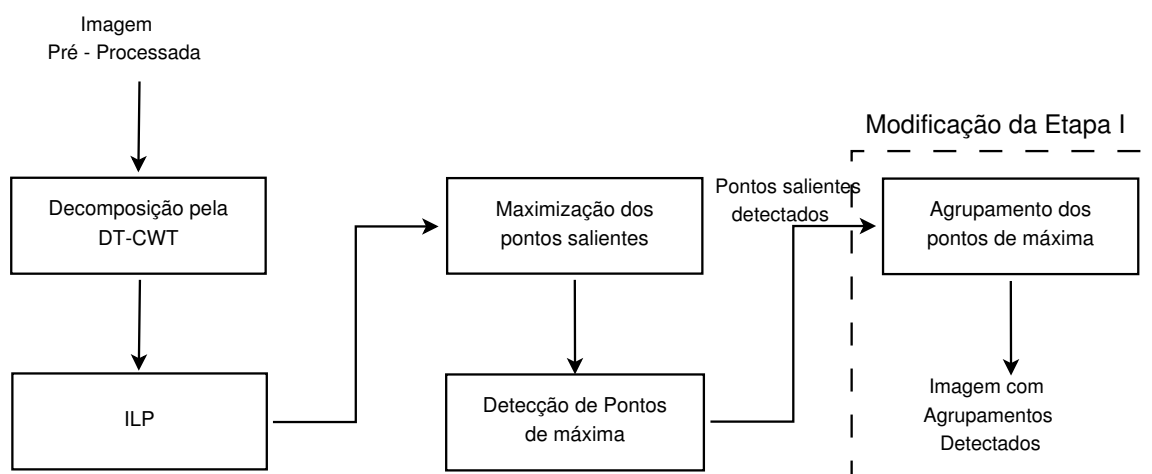 Imagem
Pré - Processada
Decomposição pela
DT-CWT
ILP
Maximização dos
pontos salientes
Detecção de Pontos
de máxima
Pontos salientes
detectados
Modificação da Etapa I
Agrupamento dos
pontos de máxima
Imagem com
Agrupamentos
Detectados